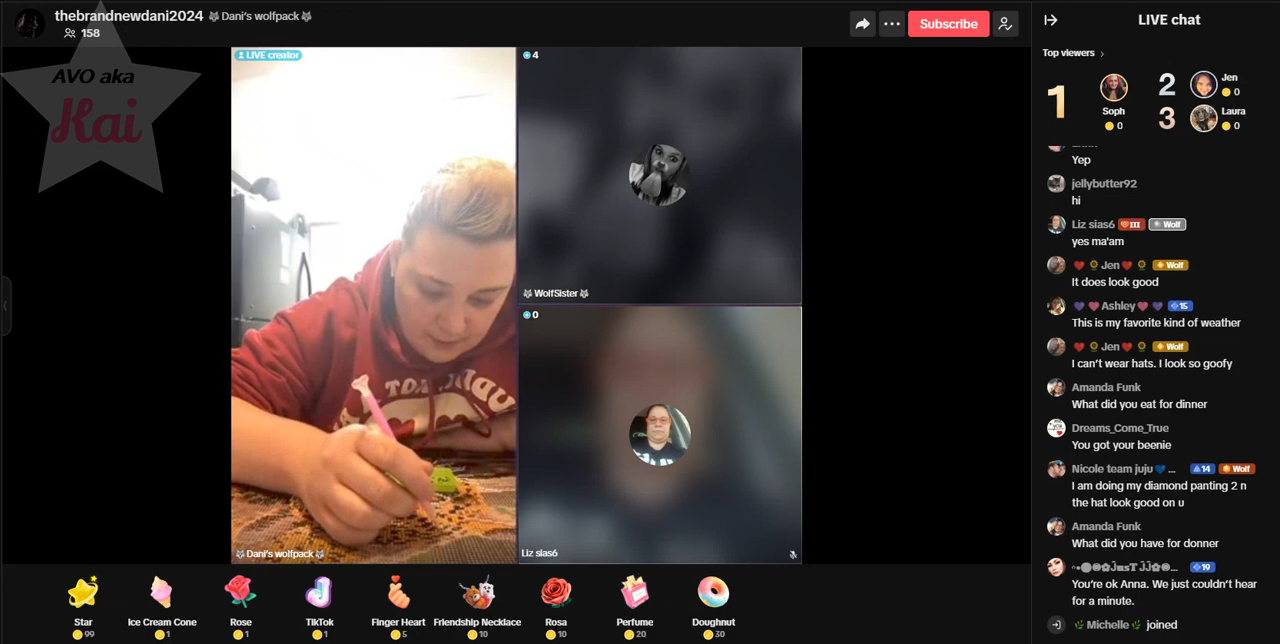 thebrandnewdani2024 🐺Dani's wolfpack🐺
158
Subscribe
AVO aka
Kai
LIVE creator
4
🐺WolfSister🐺
0
Liz sias6
🐺Dani's wolfpack🐺
Star
99
Ice Cream Cone
1
Rose
1
TikTok
1
Finger Heart
5
Friendship Necklace
10
Rosa
10
Perfume
20
Doughnut
30
LIVE chat
Top viewers >
1
Soph
0
2
Jen
0
3
Laura
0
Yep
jellybutter92
hi
Liz sias6 III Wolf
yes ma'am
❤️🌻Jen❤️🌻 Wolf
It does look good
💜💗Ashley💗💜 15
This is my favorite kind of weather
❤️🌻Jen❤️🌻 Wolf
I can't wear hats. I look so goofy
Amanda Funk
What did you eat for dinner
Dreams_Come_True
You got your beenie
Nicole team juju💙... 14 Wolf
I am doing my diamond panting 2 n
the hat look good on u
Amanda Funk
What did you have for donner
19
You're ok Anna. We just couldn't hear
for a minute.
🌿Michelle🌿 joined